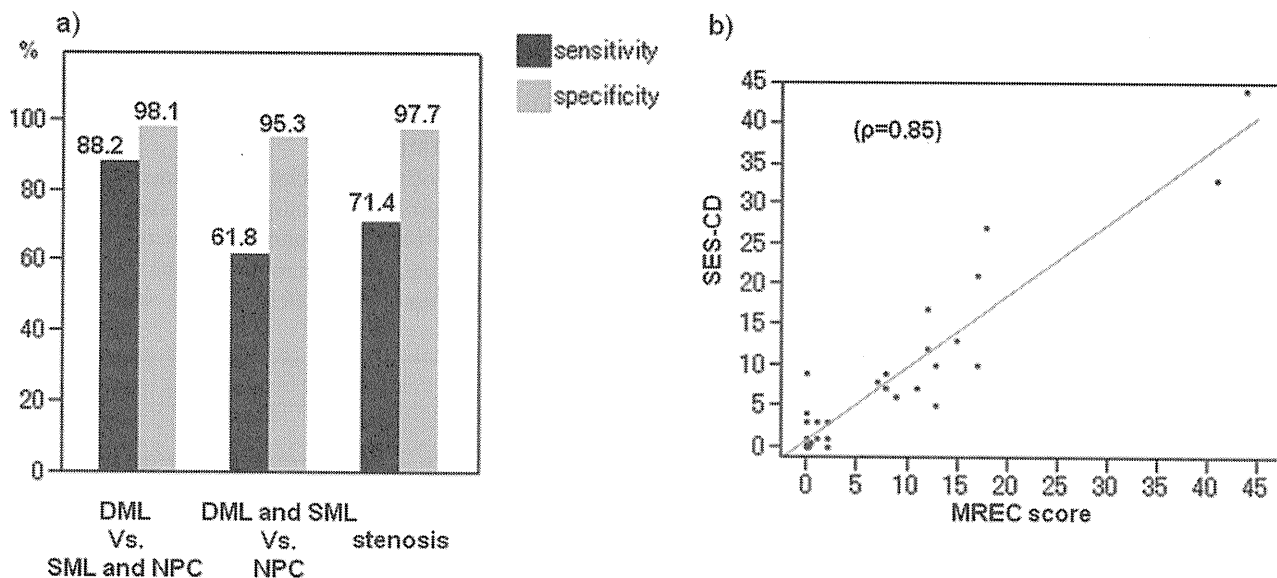 a)
%
100
80
60
40
20
0
88.2
98.1
61.8
95.3
71.4
97.7
DML
Vs.
SML and NPC
DML and SML
Vs.
NPC
stenosis
sensitivity
specificity
b)
(ρ=0.85)
SES-CD
45
40
35
30
25
20
15
10
5
0
0 5 10 15 20 25 30 35 40 45
MREC score